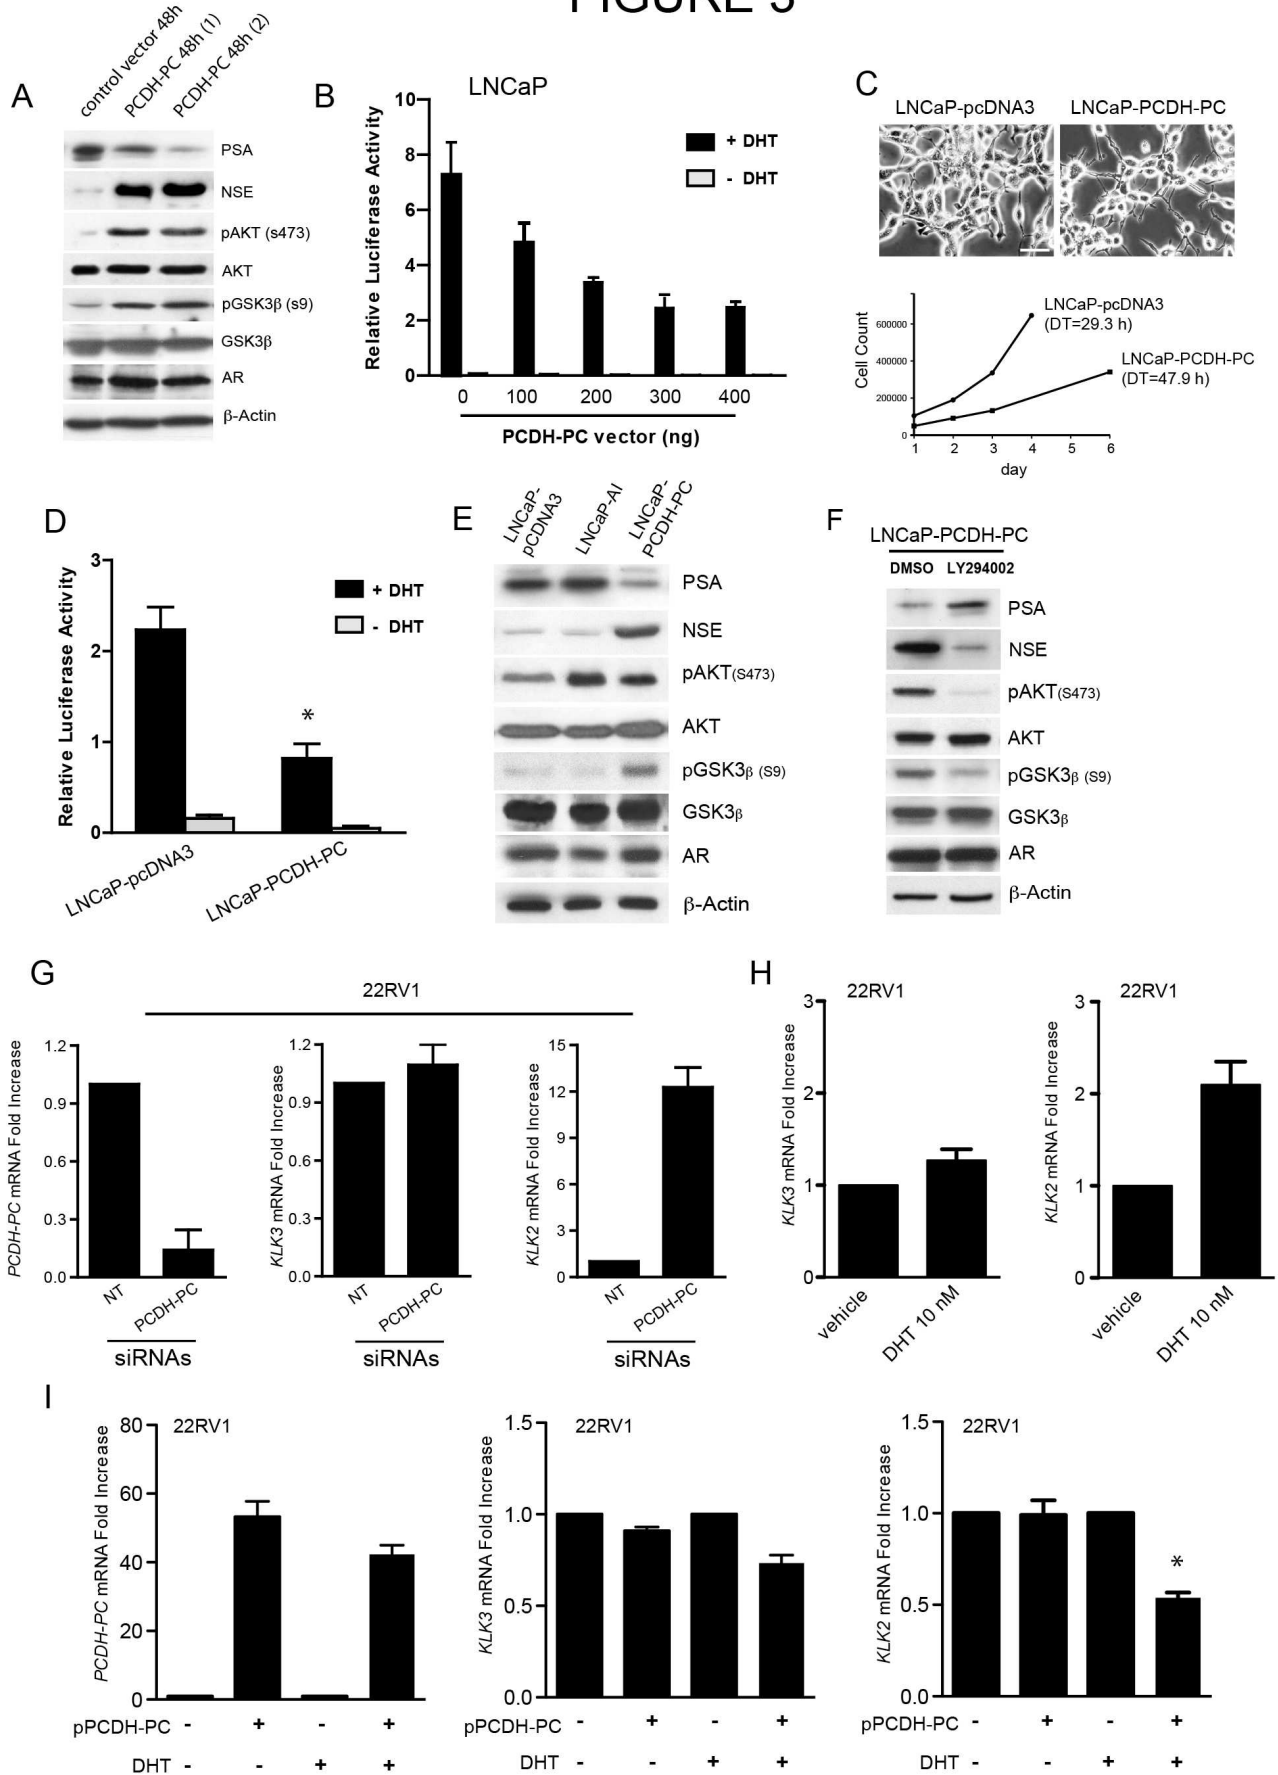 FIGURE 3
A
control vector 48h
PCDH-PC 48h (1)
PCDH-PC 48h (2)
PSA
NSE
pAKT (s473)
AKT
pGSK3β (s9)
GSK3β
AR
β-Actin
B
LNCaP
Relative Luciferase Activity
10
8
6
4
2
0
+ DHT
- DHT
0 100 200 300 400
PCDH-PC vector (ng)
C
LNCaP-pcDNA3 LNCaP-PCDH-PC
Cell Count
600000
400000
200000
0
LNCaP-pcDNA3
(DT=29.3 h)
LNCaP-PCDH-PC
(DT=47.9 h)
1 2 3 4 5 6
day
D
Relative Luciferase Activity
3
2
1
0
+ DHT
- DHT
*
LNCaP-pcDNA3
LNCaP-PCDH-PC
E
LNCaP-
pCDNA3
LNCaP-AI
LNCaP-
PCDH-PC
PSA
NSE
pAKT(S473)
AKT
pGSK3β (S9)
GSK3β
AR
β-Actin
F
LNCaP-PCDH-PC
DMSO LY294002
PSA
NSE
pAKT(S473)
AKT
pGSK3β (S9)
GSK3β
AR
β-Actin
G
22RV1
PCDH-PC mRNA Fold Increase
1.2
0.9
0.6
0.3
0.0
NT
PCDH-PC
siRNAs
KLK3 mRNA Fold Increase
1.2
0.9
0.6
0.3
0.0
NT
PCDH-PC
siRNAs
KLK2 mRNA Fold Increase
15
12
9
6
3
0
NT
PCDH-PC
siRNAs
H
22RV1
KLK3 mRNA Fold Increase
3
2
1
0
vehicle
DHT 10 nM
22RV1
KLK2 mRNA Fold Increase
3
2
1
0
vehicle
DHT 10 nM
I
22RV1
PCDH-PC mRNA Fold Increase
80
60
40
20
0
pPCDH-PC - + - +
DHT - - + +
22RV1
KLK3 mRNA Fold Increase
1.5
1.0
0.5
0.0
pPCDH-PC - + - +
DHT - - + +
22RV1
KLK2 mRNA Fold Increase
1.5
1.0
0.5
0.0
*
pPCDH-PC - + - +
DHT - - + +